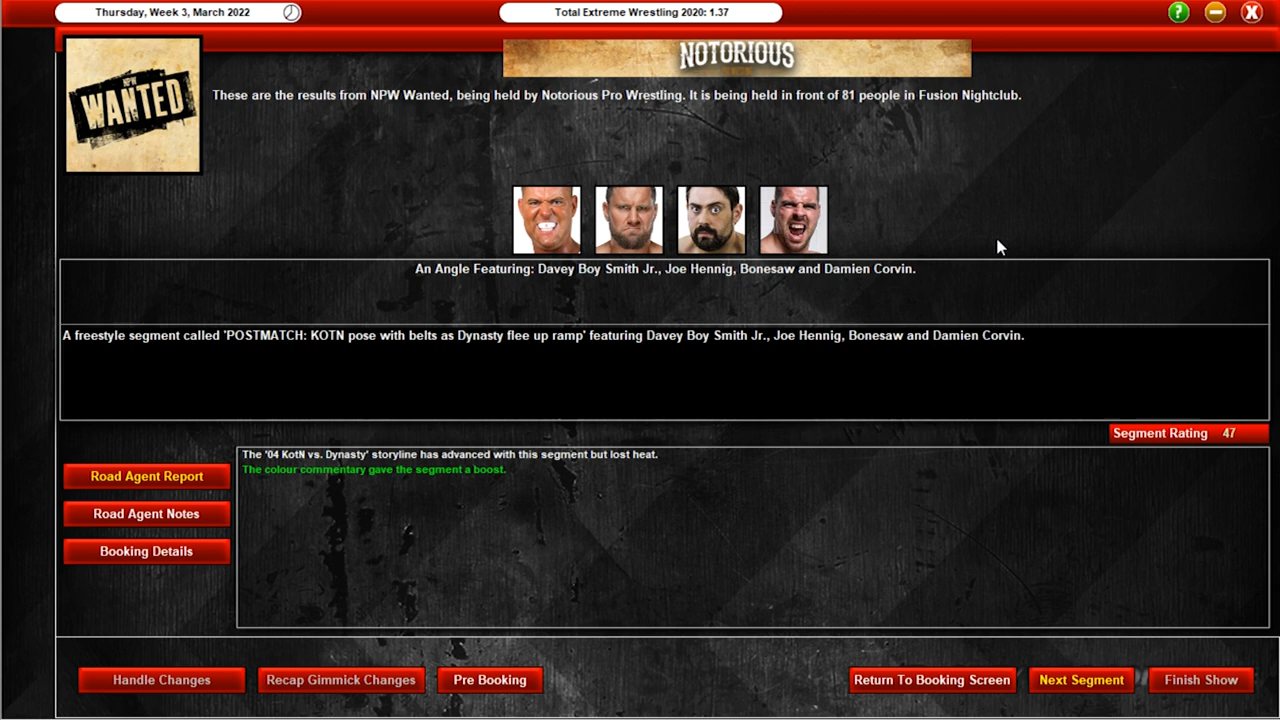 Thursday, Week 3, March 2022
Total Extreme Wrestling 2020: 1.37
?
X
NPW
WANTED
NOTORIOUS
These are the results from NPW Wanted, being held by Notorious Pro Wrestling. It is being held in front of 81 people in Fusion Nightclub.
An Angle Featuring: Davey Boy Smith Jr., Joe Hennig, Bonesaw and Damien Corvin.
A freestyle segment called 'POSTMATCH: KOTN pose with belts as Dynasty flee up ramp' featuring Davey Boy Smith Jr., Joe Hennig, Bonesaw and Damien Corvin.
Segment Rating 47
The '04 KotN vs. Dynasty' storyline has advanced with this segment but lost heat.
The colour commentary gave the segment a boost.
Road Agent Report
Road Agent Notes
Booking Details
Handle Changes
Recap Gimmick Changes
Pre Booking
Return To Booking Screen
Next Segment
Finish Show